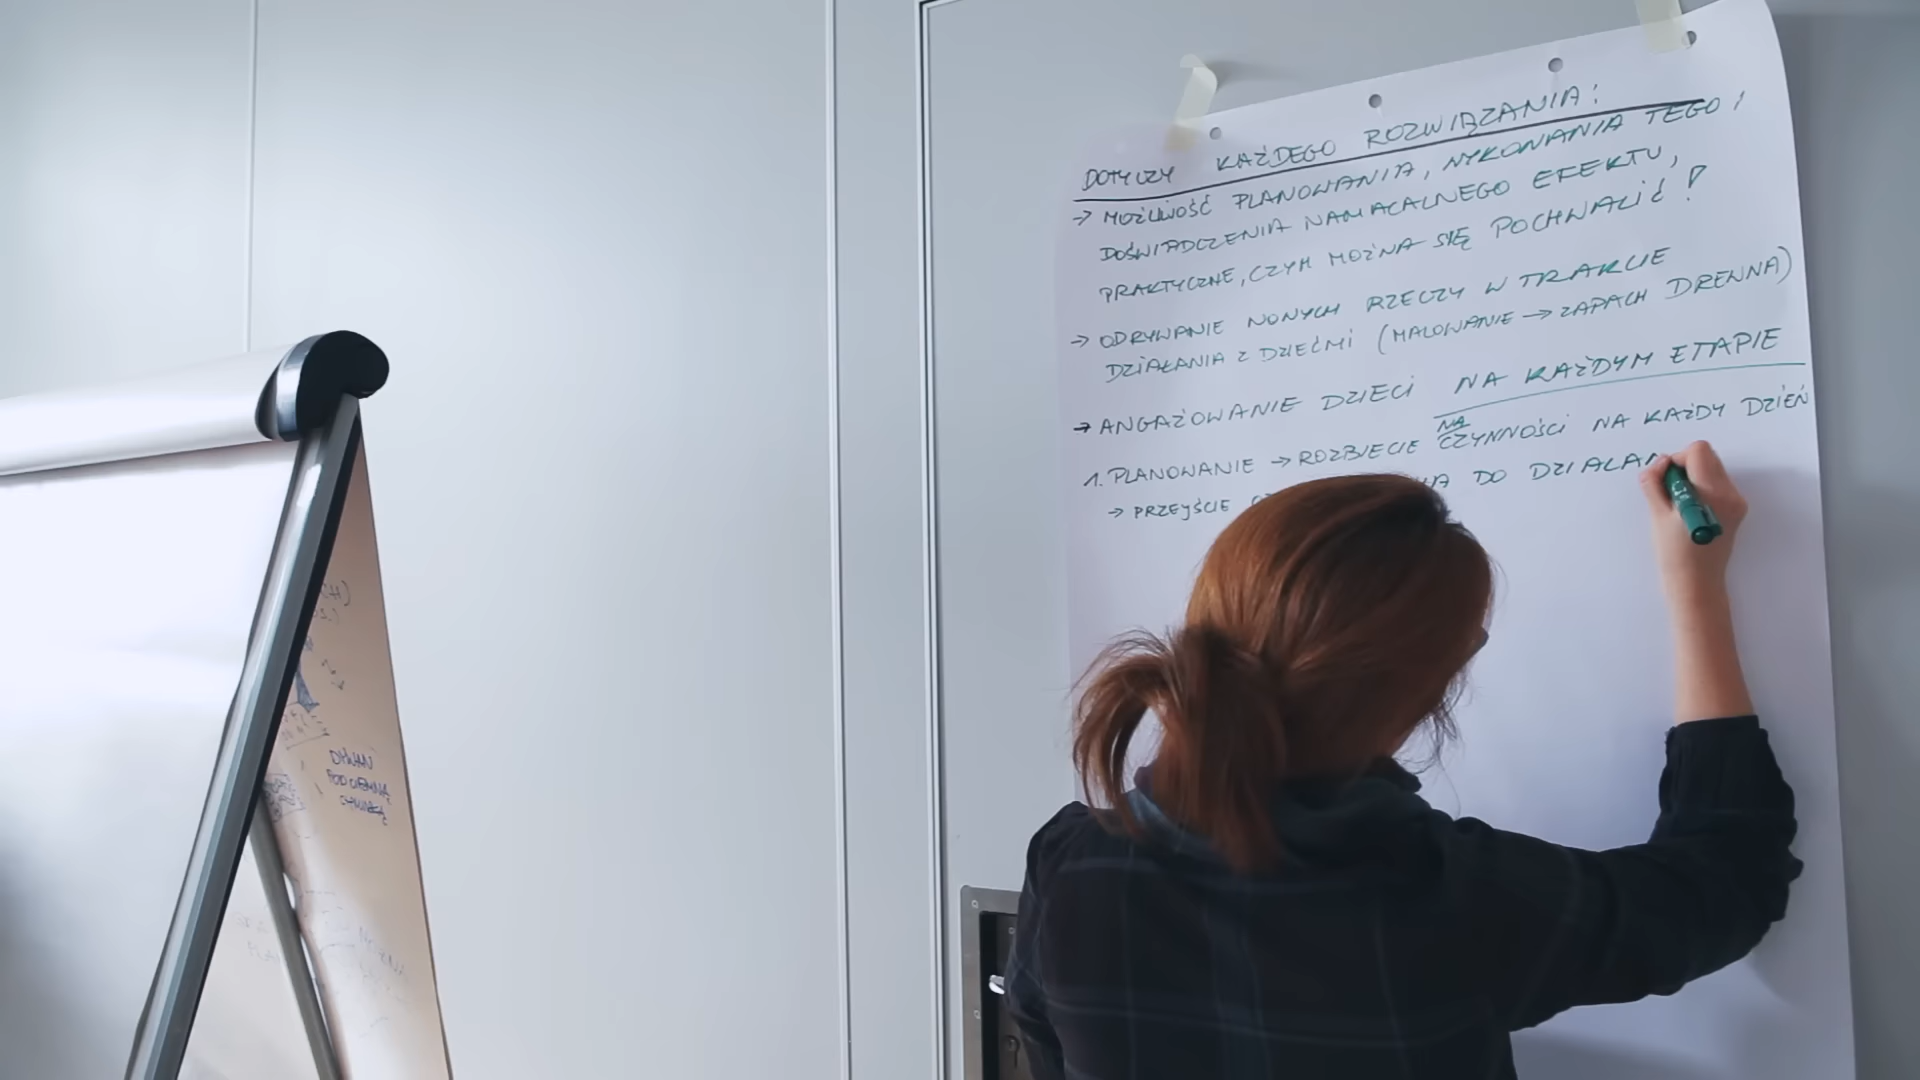 DOTYCZY KAŻDEGO ROZWIĄZANIA:
→ MOŻLIWOŚĆ PLANOWANIA, WYKONANIA TEGO I
DOŚWIADCZENIA NAMACALNEGO EFEKTU,
PRAKTYCZNE, CZYM MOŻNA SIĘ POCHWALIĆ!
→ ODRYWANIE NOWYCH RZECZY W TRAKCIE
DZIAŁANIA Z DZIEĆMI (MALOWANIE → ZAPACH DREWNA)
→ ANGAŻOWANIE DZIECI NA KAŻDYM ETAPIE
1. PLANOWANIE → ROZBICIE NA CZYNNOŚCI NA KAŻDY DZIEŃ
→ PRZEJŚCIE DO DZIAŁAN
DYWAN